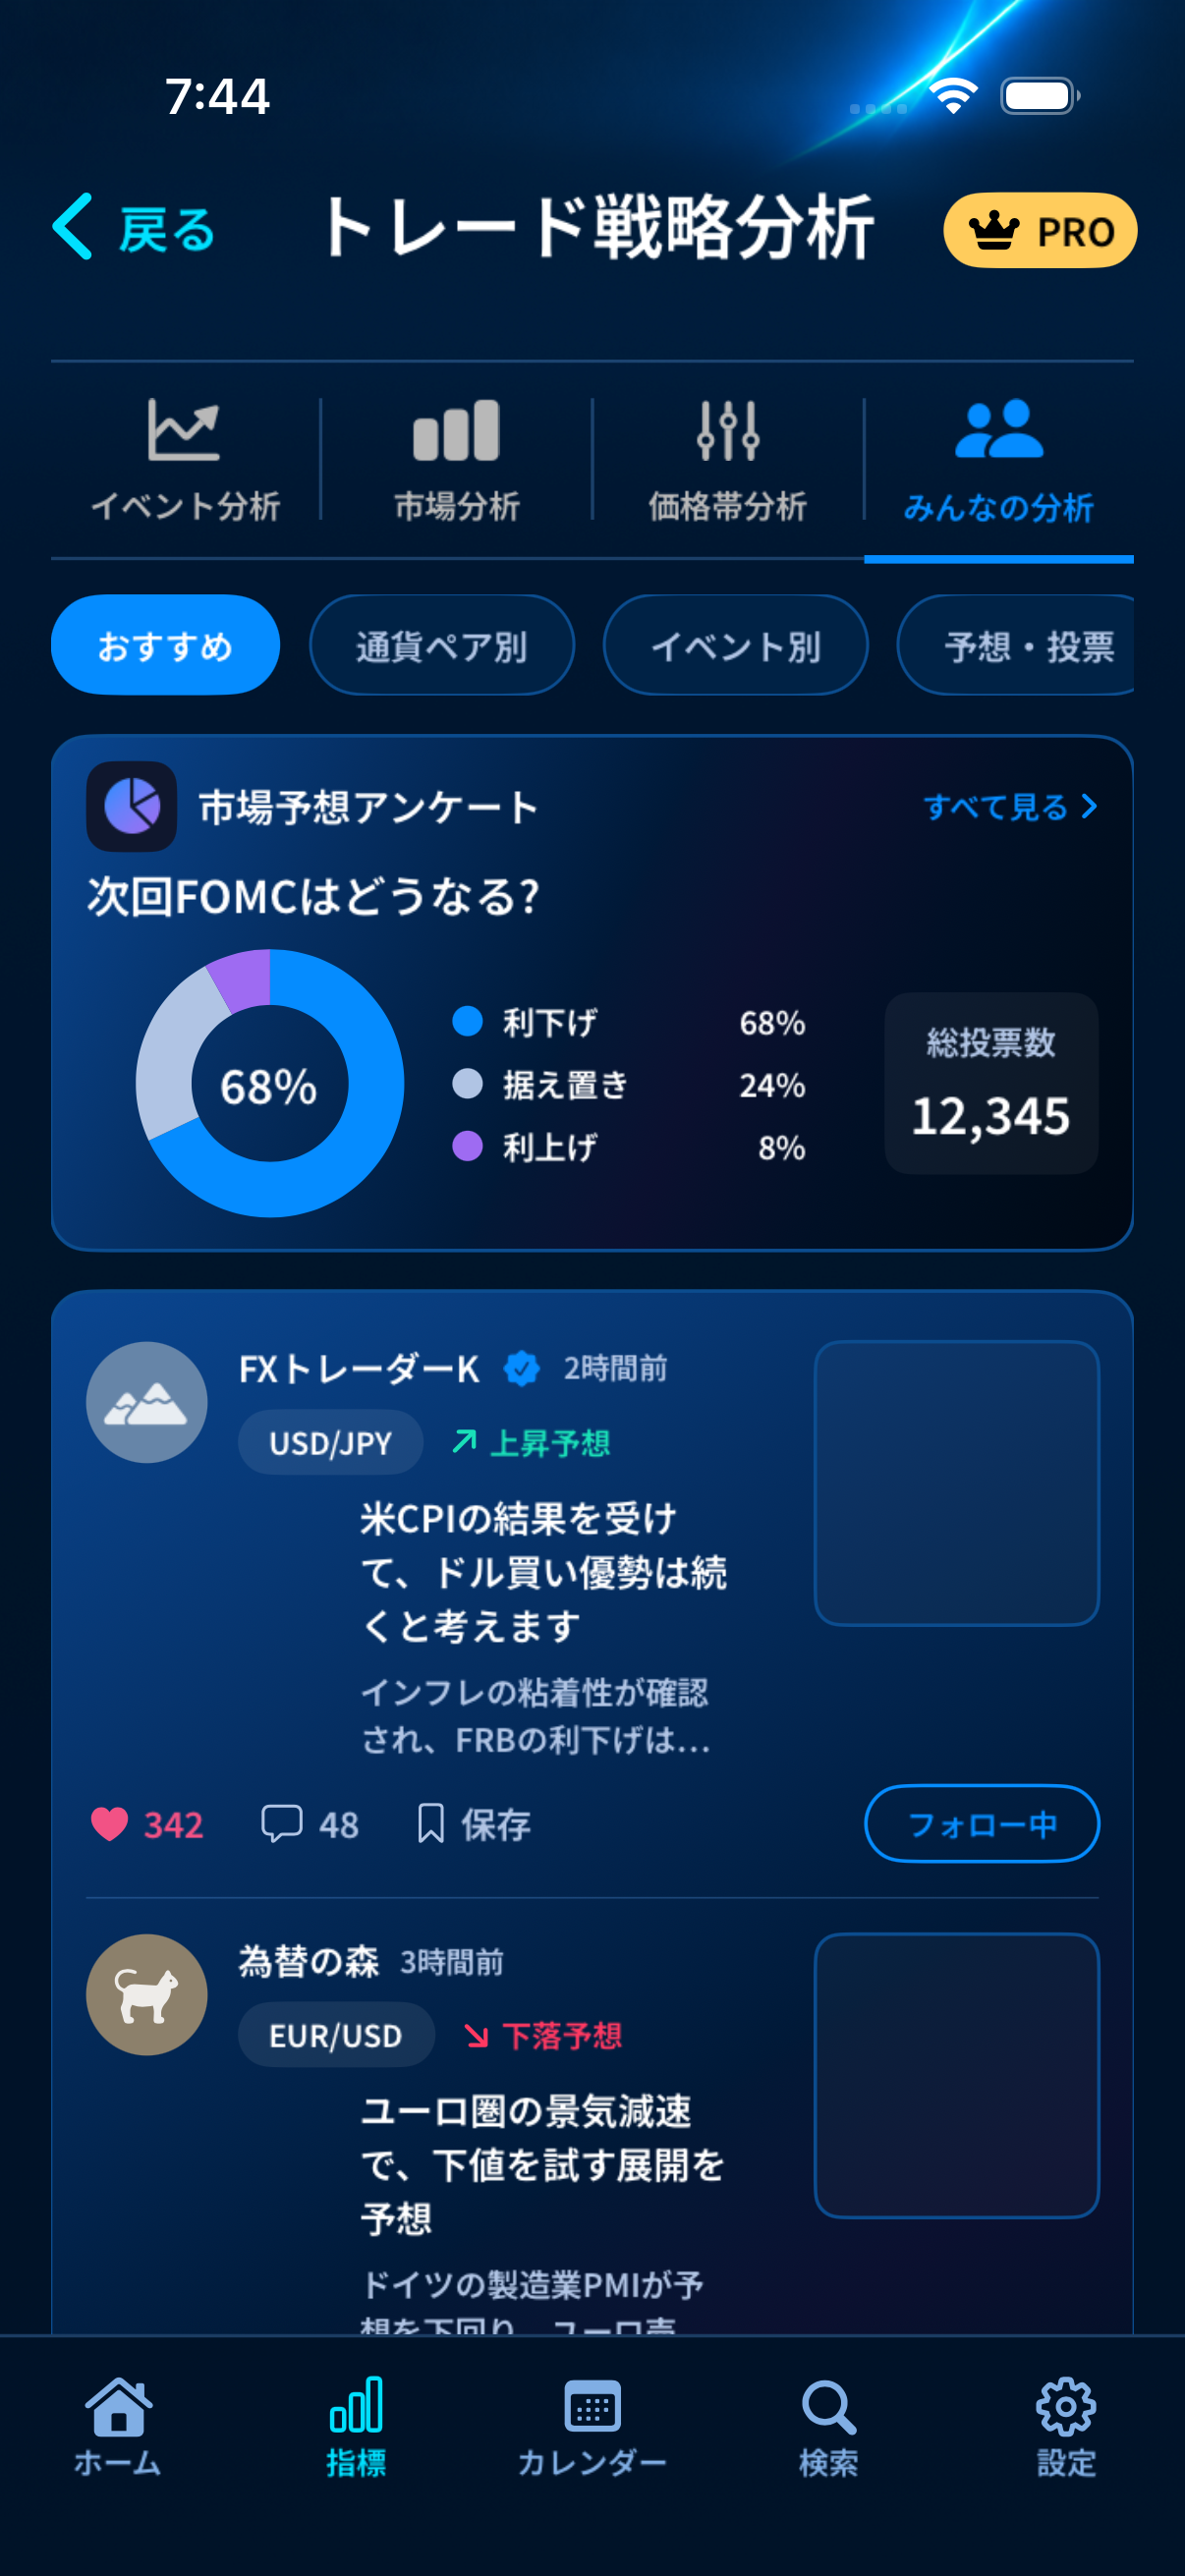 7:44
戻る
トレード戦略分析
PRO
イベント分析
市場分析
価格帯分析
みんなの分析
おすすめ
通貨ペア別
イベント別
予想・投票
市場予想アンケート
すべて見る
次回FOMCはどうなる?
68%
利下げ 68%
据え置き 24%
利上げ 8%
総投票数
12,345
FXトレーダーK 2時間前
USD/JPY 上昇予想
米CPIの結果を受け
て、ドル買い優勢は続
くと考えます
インフレの粘着性が確認
され、FRBの利下げは...
342 48 保存 フォロー中
為替の森 3時間前
EUR/USD 下落予想
ユーロ圏の景気減速
で、下値を試す展開を
予想
ドイツの製造業PMIが予
想を下回り、ユーロ売
ホーム
指標
カレンダー
検索
設定